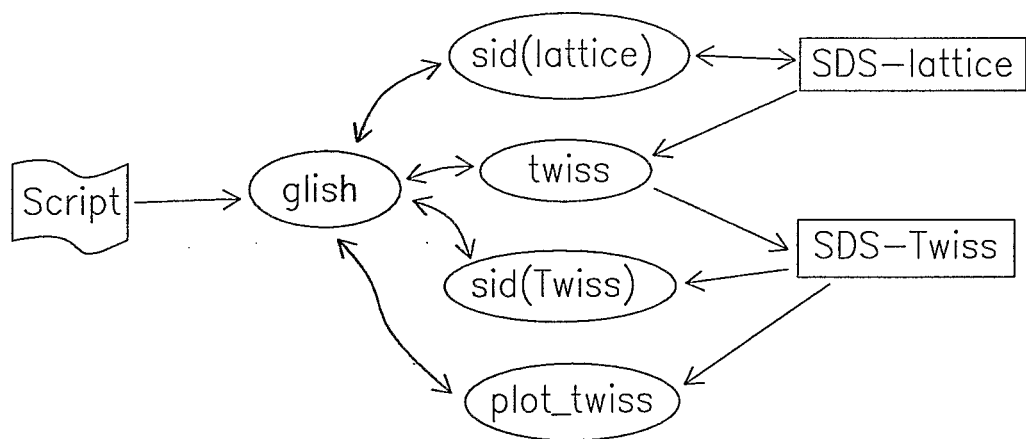 sid(lattice)
SDS-lattice
Script
glish
twiss
SDS-Twiss
sid(Twiss)
plot_twiss